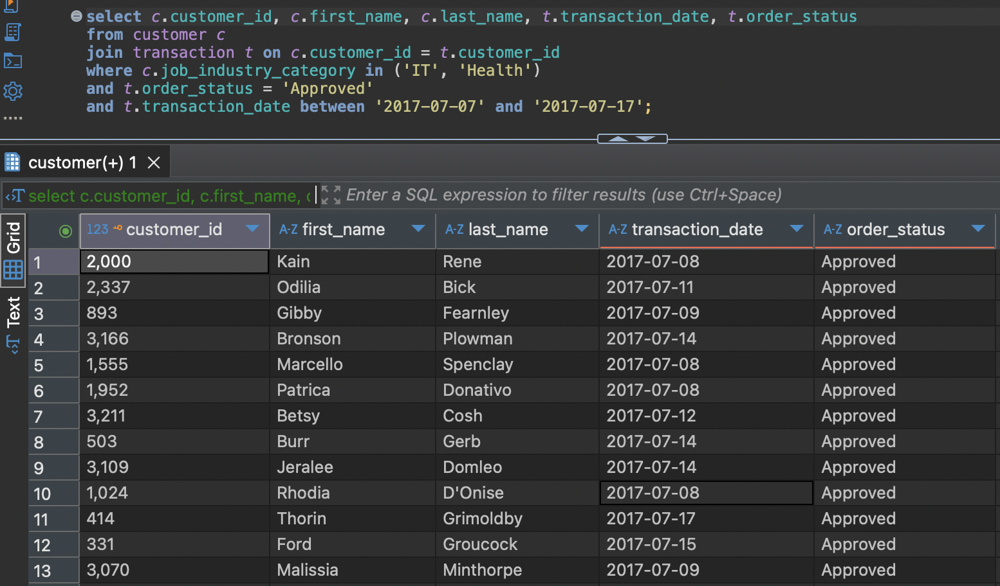 select c.customer_id, c.first_name, c.last_name, t.transaction_date, t.order_status
from customer c
join transaction t on c.customer_id = t.customer_id
where c.job_industry_category in ('IT', 'Health')
and t.order_status = 'Approved'
and t.transaction_date between '2017-07-07' and '2017-07-17';
customer(+) 1
select c.customer_id, c.first_name, c Enter a SQL expression to filter results (use Ctrl+Space)
Grid
Text
123 customer_id A-Z first_name A-Z last_name A-Z transaction_date A-Z order_status
1 2,000 Kain Rene 2017-07-08 Approved
2 2,337 Odilia Bick 2017-07-11 Approved
3 893 Gibby Fearnley 2017-07-09 Approved
4 3,166 Bronson Plowman 2017-07-14 Approved
5 1,555 Marcello Spenclay 2017-07-08 Approved
6 1,952 Patrica Donativo 2017-07-08 Approved
7 3,211 Betsy Cosh 2017-07-12 Approved
8 503 Burr Gerb 2017-07-14 Approved
9 3,109 Jeralee Domleo 2017-07-14 Approved
10 1,024 Rhodia D'Onise 2017-07-08 Approved
11 414 Thorin Grimoldby 2017-07-17 Approved
12 331 Ford Groucock 2017-07-15 Approved
13 3,070 Malissia Minthorpe 2017-07-09 Approved